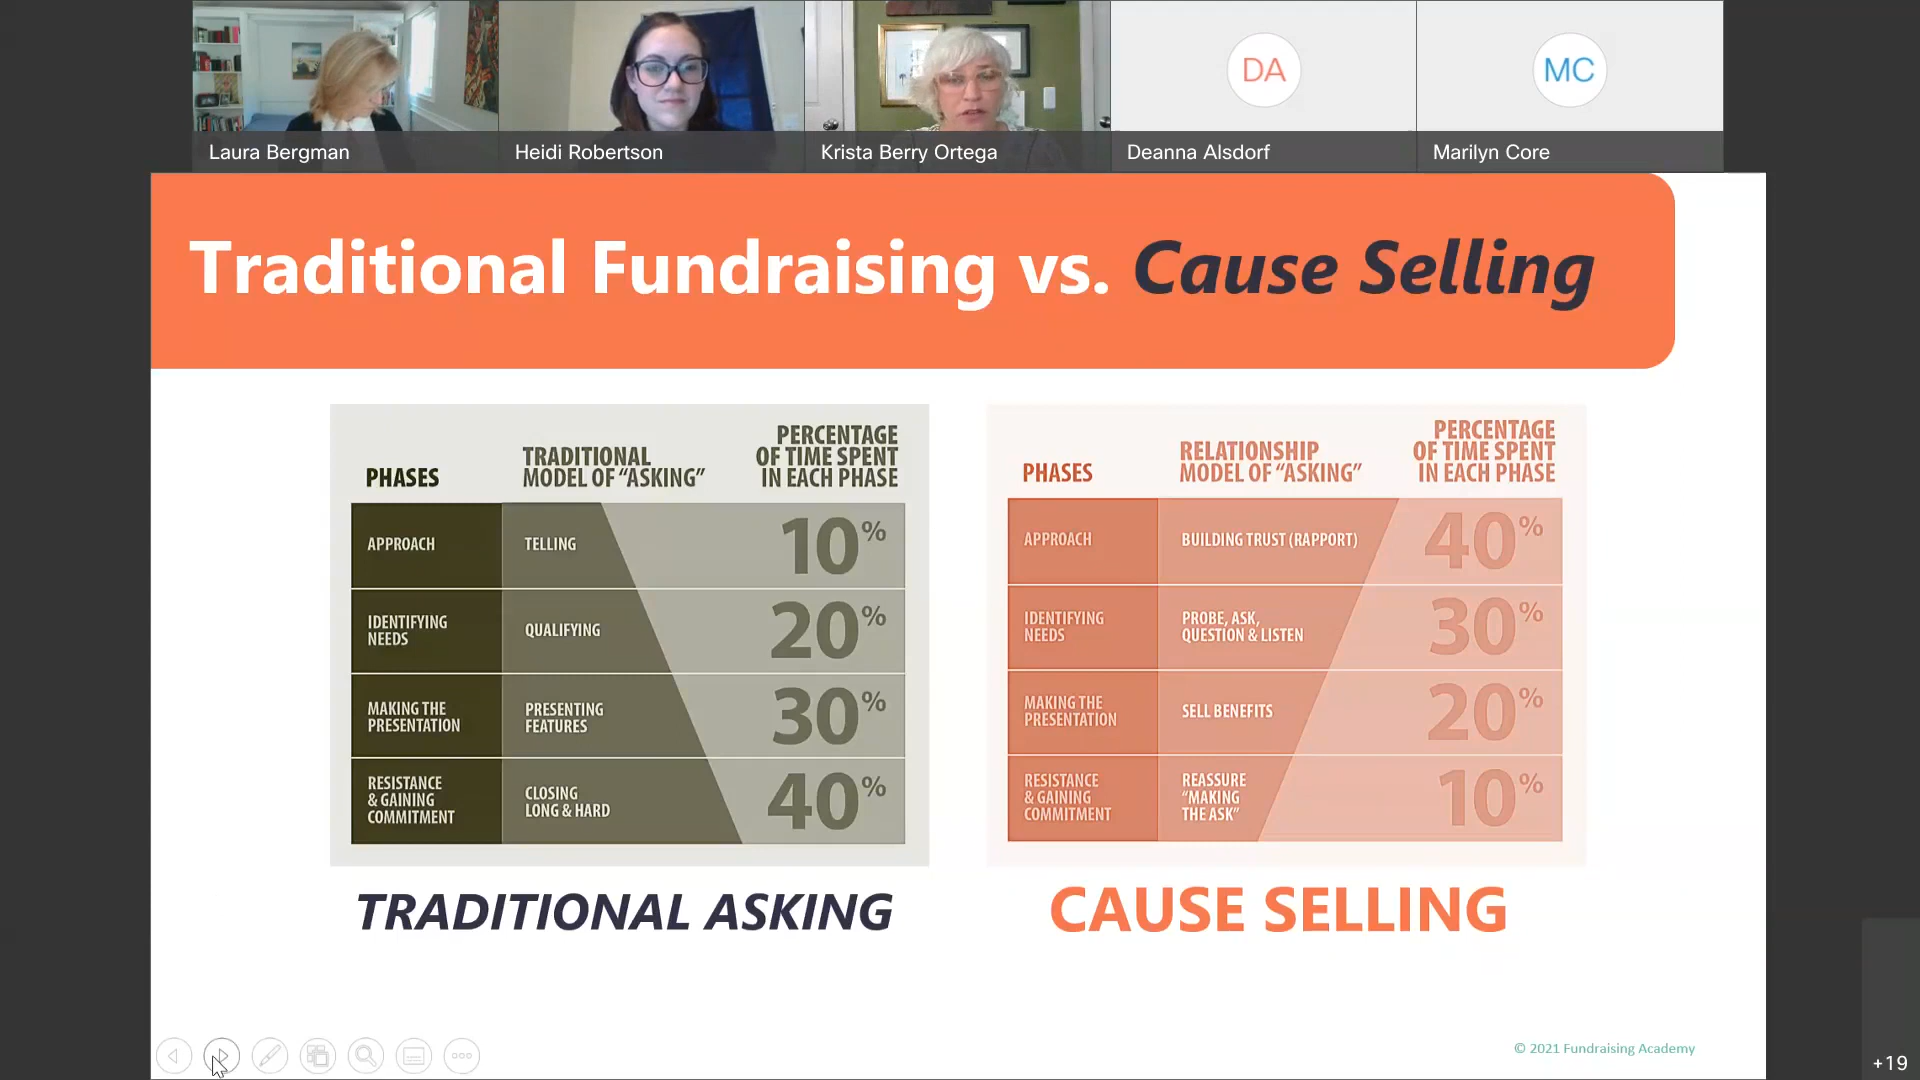 DA
MC
Laura Bergman
Heidi Robertson
Krista Berry Ortega
Deanna Alsdorf
Marilyn Core
Traditional Fundraising vs. Cause Selling
PHASES
TRADITIONAL
MODEL OF “ASKING”
PERCENTAGE
OF TIME SPENT
IN EACH PHASE
APPROACH
TELLING
10%
IDENTIFYING
NEEDS
QUALIFYING
20%
MAKING THE
PRESENTATION
PRESENTING
FEATURES
30%
RESISTANCE
& GAINING
COMMITMENT
CLOSING
LONG & HARD
40%
TRADITIONAL ASKING
PHASES
RELATIONSHIP
MODEL OF “ASKING”
PERCENTAGE
OF TIME SPENT
IN EACH PHASE
APPROACH
BUILDING TRUST (RAPPORT)
40%
IDENTIFYING
NEEDS
PROBE, ASK,
QUESTION & LISTEN
30%
MAKING THE
PRESENTATION
SELL BENEFITS
20%
RESISTANCE
& GAINING
COMMITMENT
REASSURE
“MAKING
THE ASK”
10%
CAUSE SELLING
© 2021 Fundraising Academy
+19